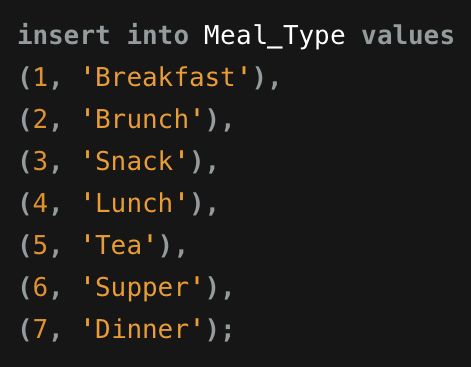 insert into Meal_Type values
(1, 'Breakfast'),
(2, 'Brunch'),
(3, 'Snack'),
(4, 'Lunch'),
(5, 'Tea'),
(6, 'Supper'),
(7, 'Dinner');